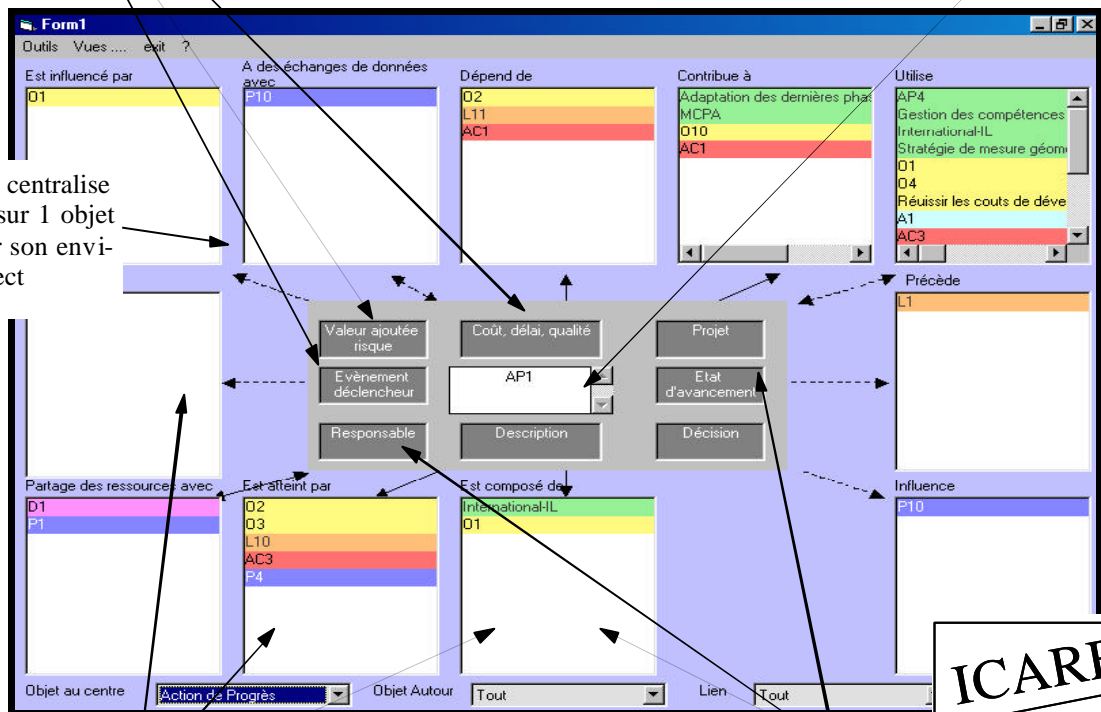 Form1
Outils Vues .... exit ?
Est influencé par
O1
A des échanges de données
avec
P10
Dépend de
O2
L11
AC1
Contribue à
Adaptation des dernières phas
MCPA
O10
AC1
Utilise
AP4
Gestion des compétences
International-IL
Stratégie de mesure géom
O1
O4
Réuissir les couts de déve
A1
AC3
centralise
sur 1 objet
son envi-
ect
Précède
L1
Valeur ajoutée
risque
Coût, délai, qualité
Projet
Evènement
déclencheur
AP1
Etat
d'avancement
Responsable
Description
Décision
Partage des ressources avec
D1
P1
Est atteint par
O2
O3
L10
AC3
P4
Est composé de
International-IL
O1
Influence
P10
Objet au centre
Action de Progrès
Objet Autour
Tout
Lien
Tout
ICARE